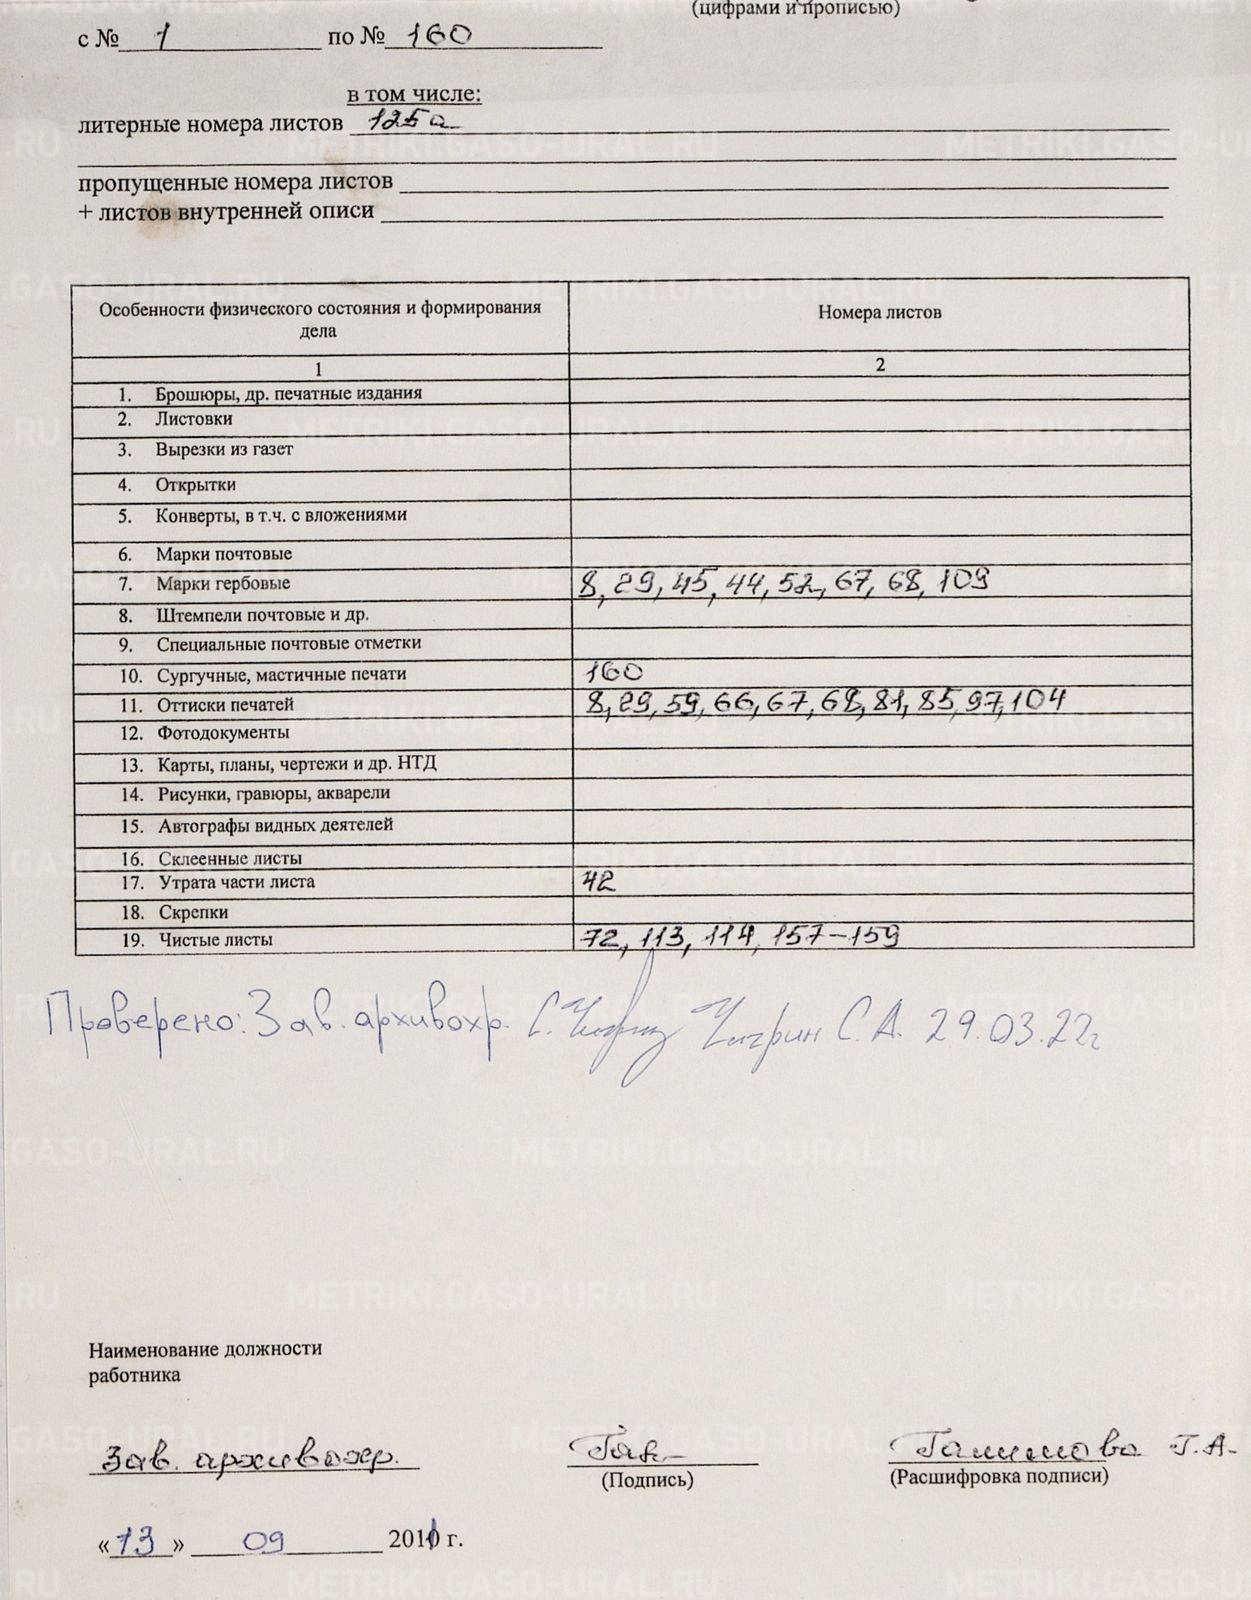 (цифрами и прописью)
с № 1 по № 160
в том числе:
литерные номера листов 125а
пропущенные номера листов
+ листов внутренней описи
Особенности физического состояния и формирования дела Номера листов
1 2
1. Брошюры, др. печатные издания
2. Листовки
3. Вырезки из газет
4. Открытки
5. Конверты, в т.ч. с вложениями
6. Марки почтовые
7. Марки гербовые 8, 29, 45, 44, 52, 67, 68, 109
8. Штемпели почтовые и др.
9. Специальные почтовые отметки
10. Сургучные, мастичные печати 160
11. Оттиски печатей 8, 29, 59, 66, 67, 68, 81, 85, 97, 104
12. Фотодокументы
13. Карты, планы, чертежи и др. НТД
14. Рисунки, гравюры, акварели
15. Автографы видных деятелей
16. Склеенные листы
17. Утрата части листа 42
18. Скрепки
19. Чистые листы 72, 113, 114, 157-159
Проверено: Зав. архивохр. Чигрин С.А. 29.03.22г
Наименование должности
работника
Зав. архивохр. Галимова Г.А.
(Подпись) (Расшифровка подписи)
«13» 09 2011 г.
METRIKI.GASO-URAL.RU